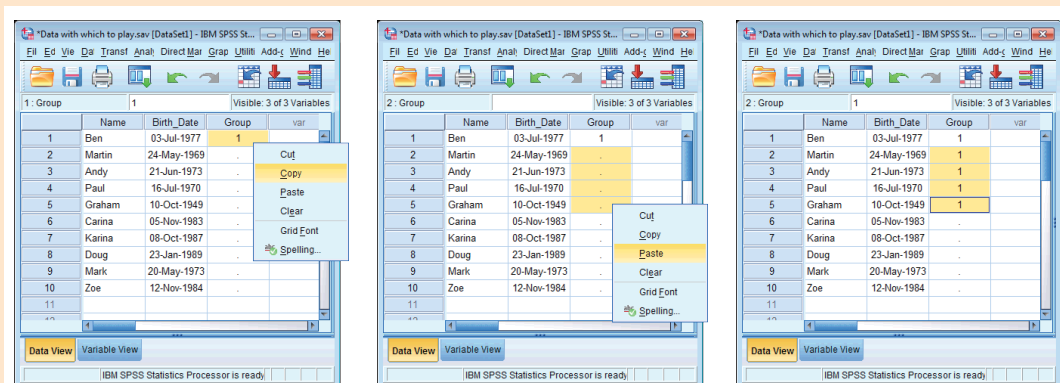 *Data with which to play.sav [DataSet1] - IBM SPSS St...
Fil Ed Vie Da Transf Anal Direct Mar Grap Utiliti Add-o Wind He
1 : Group 1 Visible: 3 of 3 Variables
Name Birth_Date Group var
1 Ben 03-Jul-1977 1
2 Martin 24-May-1969 .
3 Andy 21-Jun-1973
4 Paul 16-Jul-1970
5 Graham 10-Oct-1949
6 Carina 05-Nov-1983 .
7 Karina 08-Oct-1987 .
8 Doug 23-Jan-1989 .
9 Mark 20-May-1973 .
10 Zoe 12-Nov-1984 .
11
Cut
Copy
Paste
Clear
Grid Font
Spelling...
Data View Variable View
IBM SPSS Statistics Processor is ready
*Data with which to play.sav [DataSet1] - IBM SPSS St...
Fil Ed Vie Da Transf Anal Direct Mar Grap Utiliti Add-o Wind He
2 : Group Visible: 3 of 3 Variables
Name Birth_Date Group var
1 Ben 03-Jul-1977 1
2 Martin 24-May-1969 .
3 Andy 21-Jun-1973 .
4 Paul 16-Jul-1970 .
5 Graham 10-Oct-1949 .
6 Carina 05-Nov-1983 .
7 Karina 08-Oct-1987 .
8 Doug 23-Jan-1989 .
9 Mark 20-May-1973 .
10 Zoe 12-Nov-1984 .
11
Cut
Copy
Paste
Clear
Grid Font
Spelling...
Data View Variable View
IBM SPSS Statistics Processor is ready
*Data with which to play.sav [DataSet1] - IBM SPSS St...
Fil Ed Vie Da Transf Anal Direct Mar Grap Utiliti Add-o Wind He
2 : Group 1 Visible: 3 of 3 Variables
Name Birth_Date Group var
1 Ben 03-Jul-1977 1
2 Martin 24-May-1969 1
3 Andy 21-Jun-1973 1
4 Paul 16-Jul-1970 1
5 Graham 10-Oct-1949 1
6 Carina 05-Nov-1983 .
7 Karina 08-Oct-1987 .
8 Doug 23-Jan-1989 .
9 Mark 20-May-1973 .
10 Zoe 12-Nov-1984 .
11
Data View Variable View
IBM SPSS Statistics Processor is ready